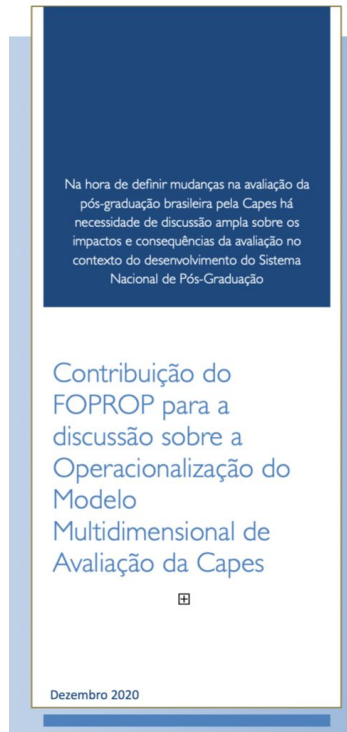 Na hora de definir mudanças na avaliação da
pós-graduação brasileira pela Capes há
necessidade de discussão ampla sobre os
impactos e consequências da avaliação no
contexto do desenvolvimento do Sistema
Nacional de Pós-Graduação
Contribuição do
FOPROP para a
discussão sobre a
Operacionalização do
Modelo
Multidimensional de
Avaliação da Capes
Dezembro 2020